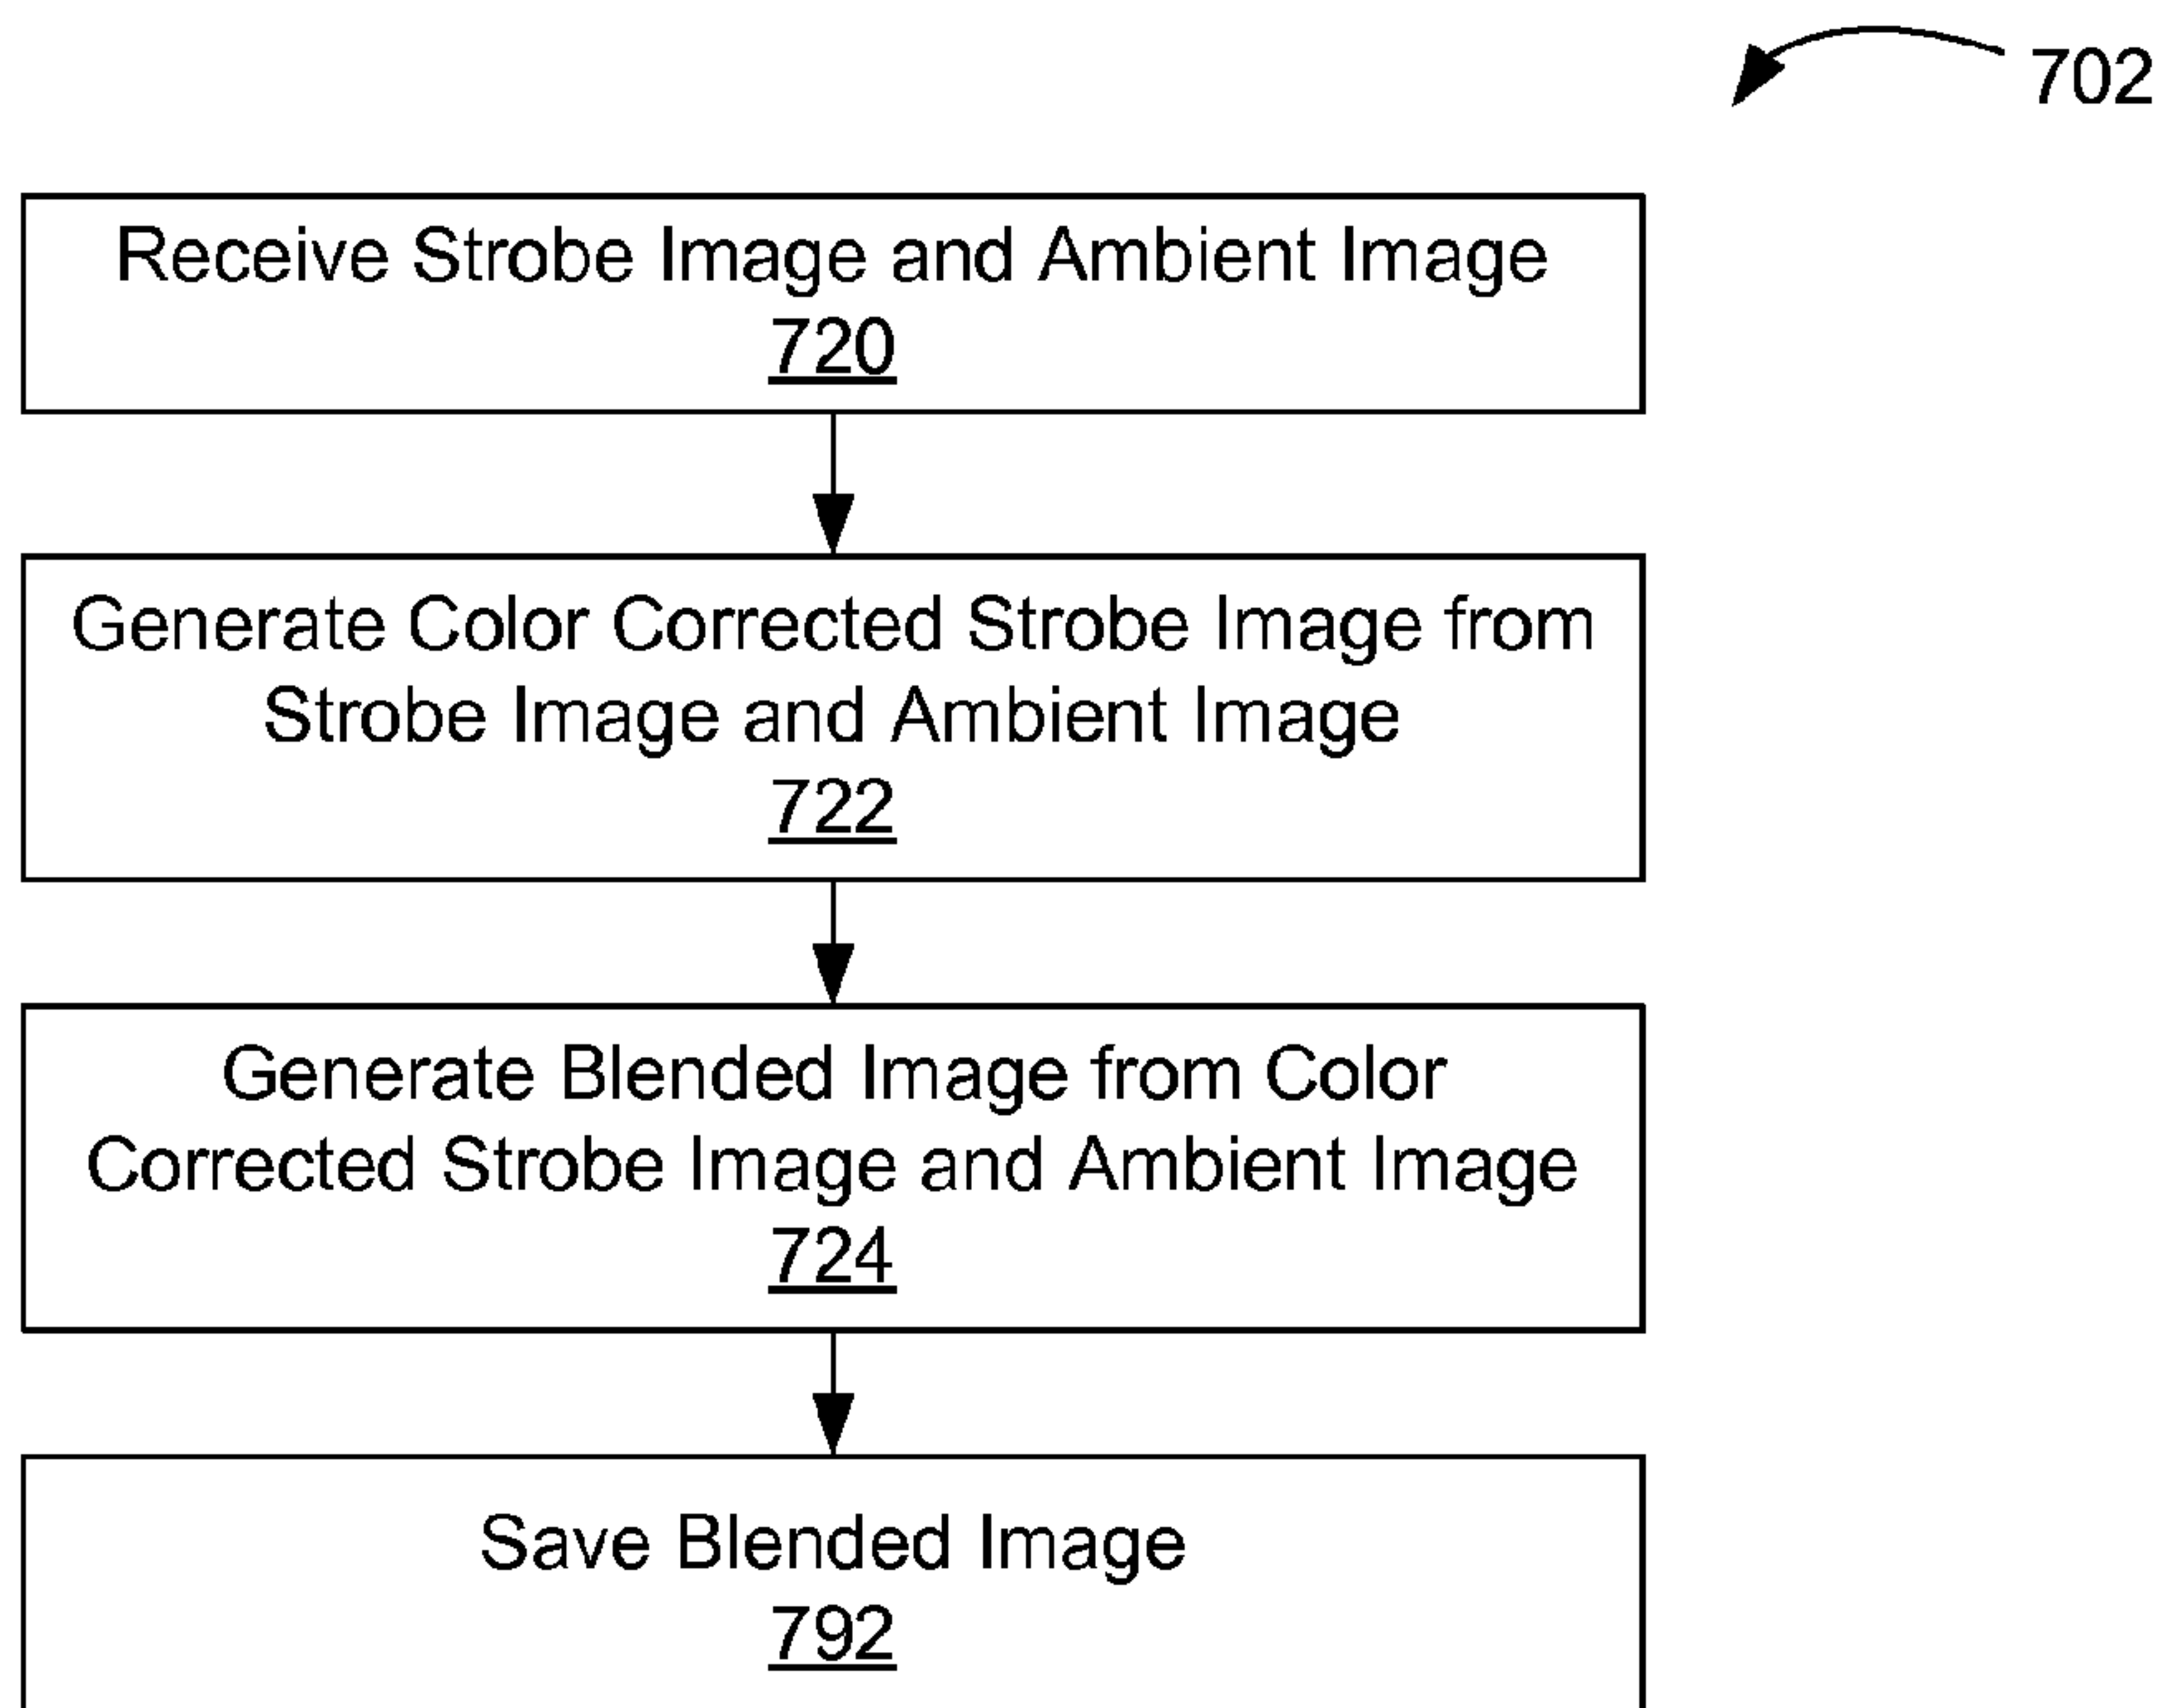 702
Receive Strobe Image and Ambient Image
720
Generate Color Corrected Strobe Image from
Strobe Image and Ambient Image
722
Generate Blended Image from Color
Corrected Strobe Image and Ambient Image
724
Save Blended Image
792